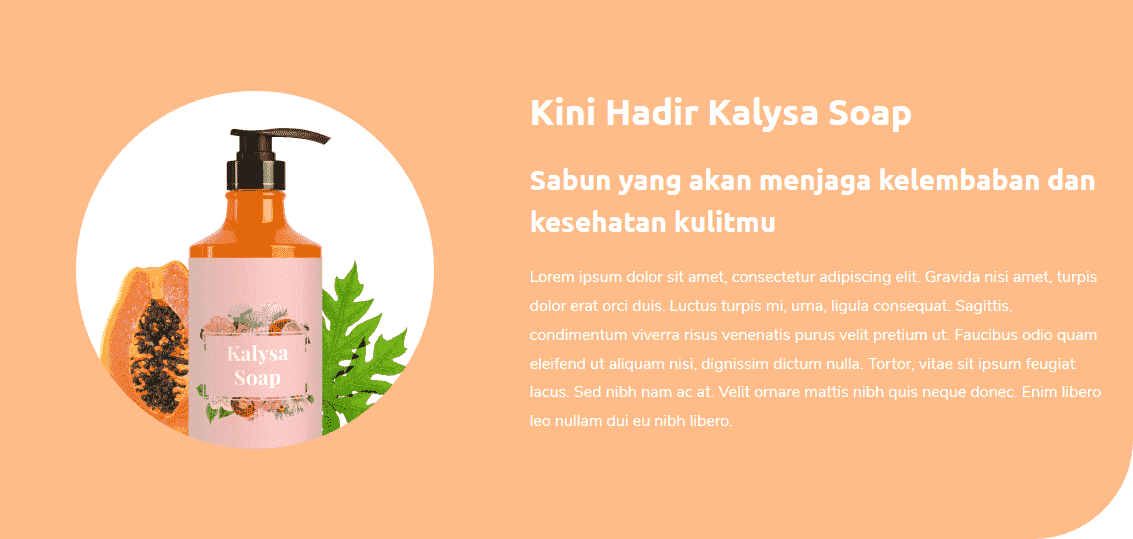 Kini Hadir Kalysa Soap
Sabun yang akan menjaga kelembaban dan
kesehatan kulitmu
Lorem ipsum dolor sit amet, consectetur adipiscing elit. Gravida nisi amet, turpis
dolor erat orci duis. Luctus turpis mi, urna, ligula consequat. Sagittis,
condimentum viverra risus venenatis purus velit pretium ut. Faucibus odio quam
eleifend ut aliquam nisi, dignissim dictum nulla. Tortor, vitae sit ipsum feugiat
lacus. Sed nibh nam ac at. Velit ornare mattis nibh quis neque donec. Enim libero
leo nullam dui eu nibh libero.
Kalysa
Soap